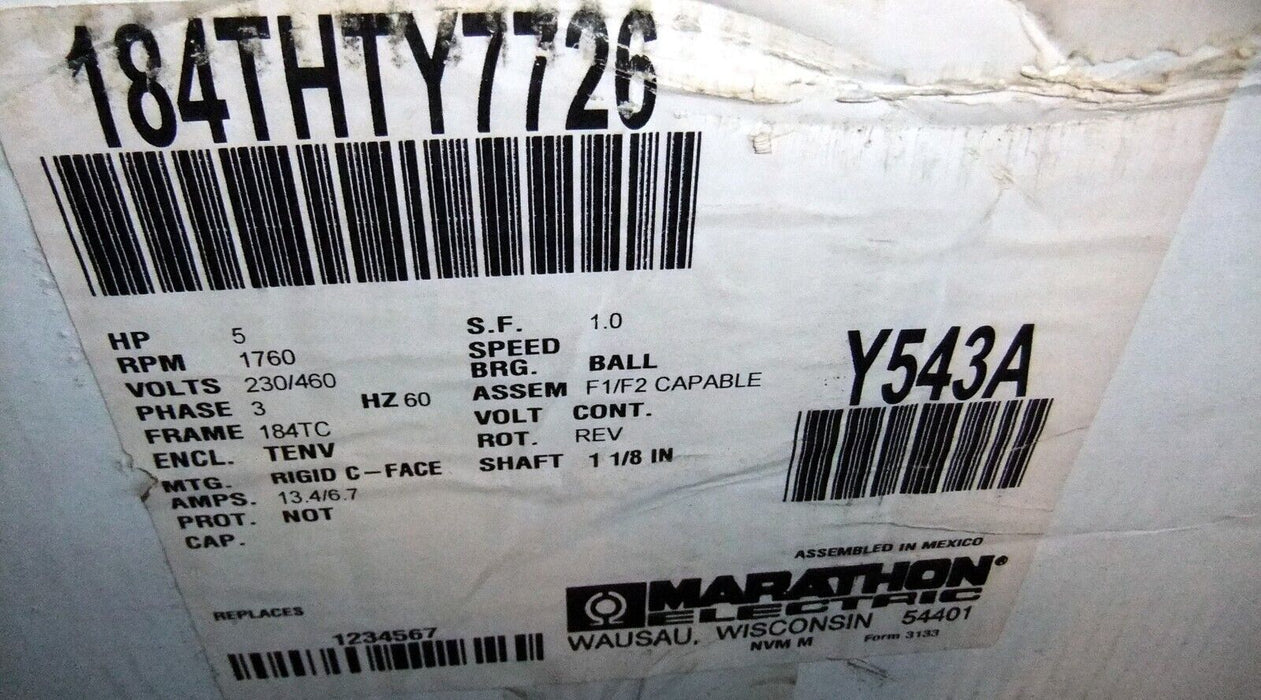 184THTY7726
HP 5
RPM 1760
VOLTS 230/460
PHASE 3 HZ 60
FRAME 184TC
ENCL. TENV
MTG. RIGID C-FACE
AMPS. 13.4/6.7
PROT. NOT
CAP.
S.F. 1.0
SPEED
BRG. BALL
ASSEM F1/F2 CAPABLE
VOLT CONT.
ROT. REV
SHAFT 1 1/8 IN
Y543A
ASSEMBLED IN MEXICO
MARATHON®
ELECTRIC
WAUSAU, WISCONSIN 54401
NVM M Form 3133
REPLACES
1234567